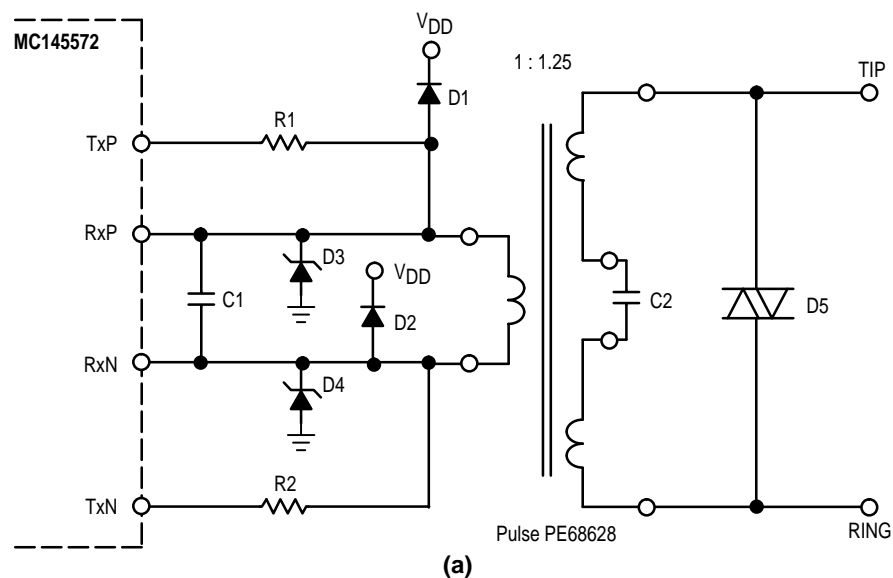 MC145572
VDD
1 : 1.25
TIP
D1
R1
TxP
RxP
D3
VDD
C1
D2
C2
D5
RxN
D4
R2
TxN
Pulse PE68628
RING
(a)